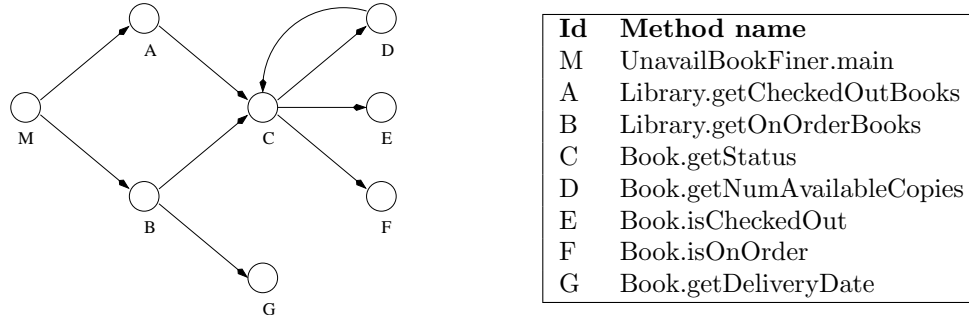 A
D
M
C
E
B
F
G
Id Method name
M UnavailBookFiner.main
A Library.getCheckedOutBooks
B Library.getOnOrderBooks
C Book.getStatus
D Book.getNumAvailableCopies
E Book.isCheckedOut
F Book.isOnOrder
G Book.getDeliveryDate